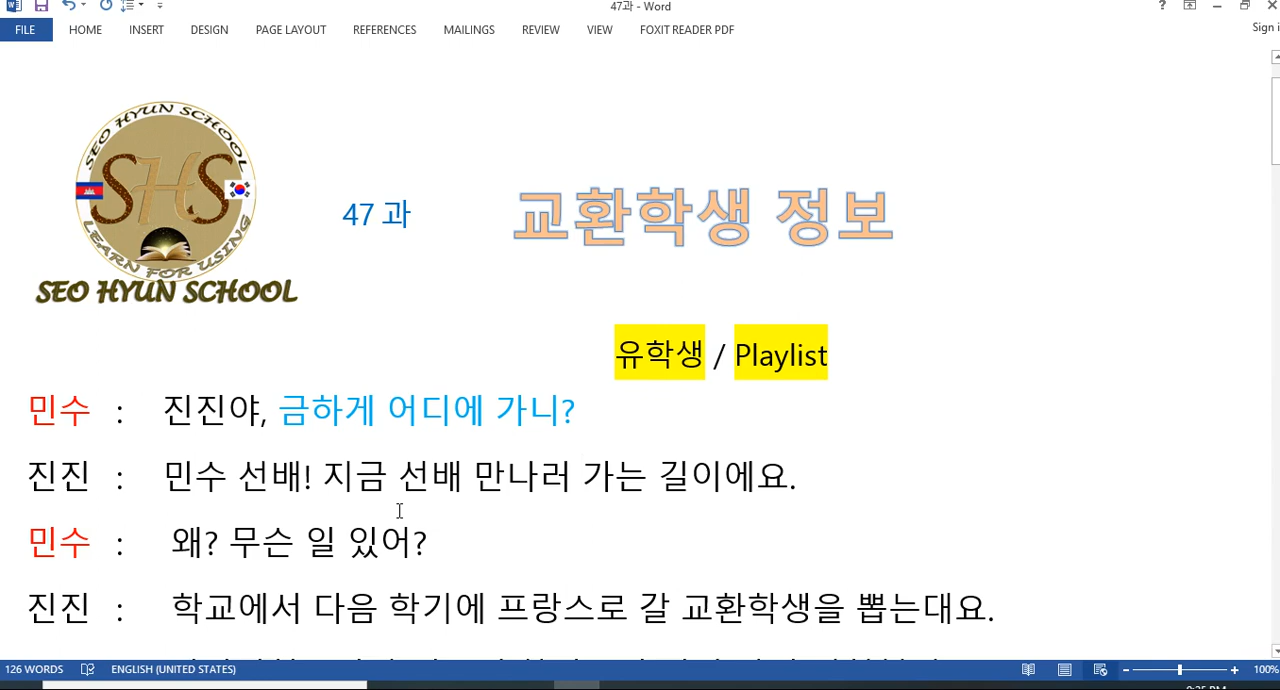 47과 - Word
?
Sign i
FILE HOME INSERT DESIGN PAGE LAYOUT REFERENCES MAILINGS REVIEW VIEW FOXIT READER PDF
SEO HYUN SCHOOL
SHS
LEARN FOR USING
SEO HYUN SCHOOL
47 과
교환학생 정보
유학생 / Playlist
민수 : 진진야, 금하게 어디에 가니?
진진 : 민수 선배! 지금 선배 만나러 가는 길이에요.
민수 : 왜? 무슨 일 있어?
진진 : 학교에서 다음 학기에 프랑스로 갈 교환학생을 뽑는대요.
126 WORDS ENGLISH (UNITED STATES) 100%